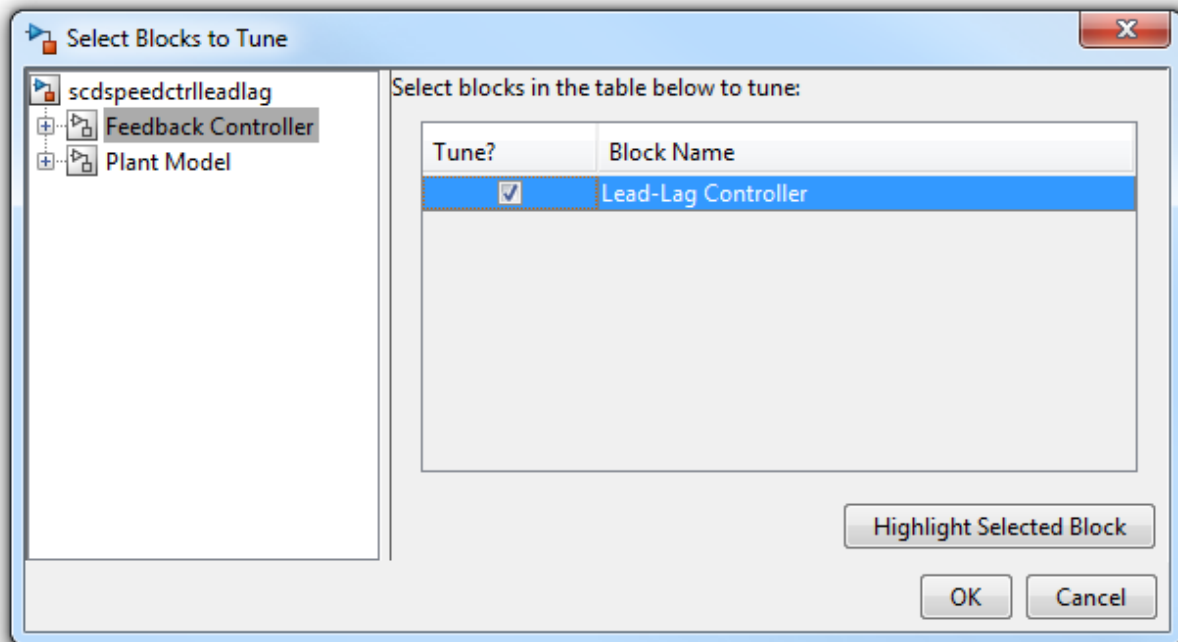 Select Blocks to Tune
scdspeedctrlleadlag
Feedback Controller
Plant Model
Select blocks in the table below to tune:
Tune? Block Name
Lead-Lag Controller
Highlight Selected Block
OK Cancel